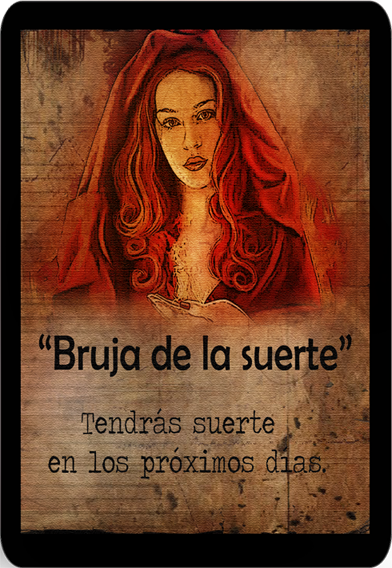 “Bruja de la suerte”
Tendrás suerte
en los próximos días.